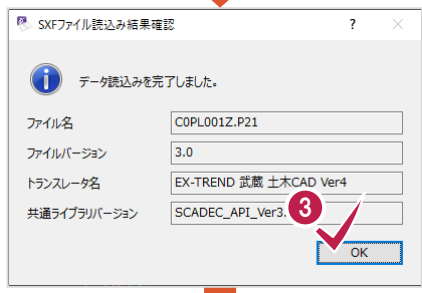 SXFファイル読込み結果確認
?
データ読込みを完了しました。
ファイル名
C0PL001Z.P21
ファイルバージョン
3.0
トランスレータ名
EX-TREND 武蔵 土木CAD Ver4
共通ライブラリバージョン
SCADEC_API_Ver3.
3
OK